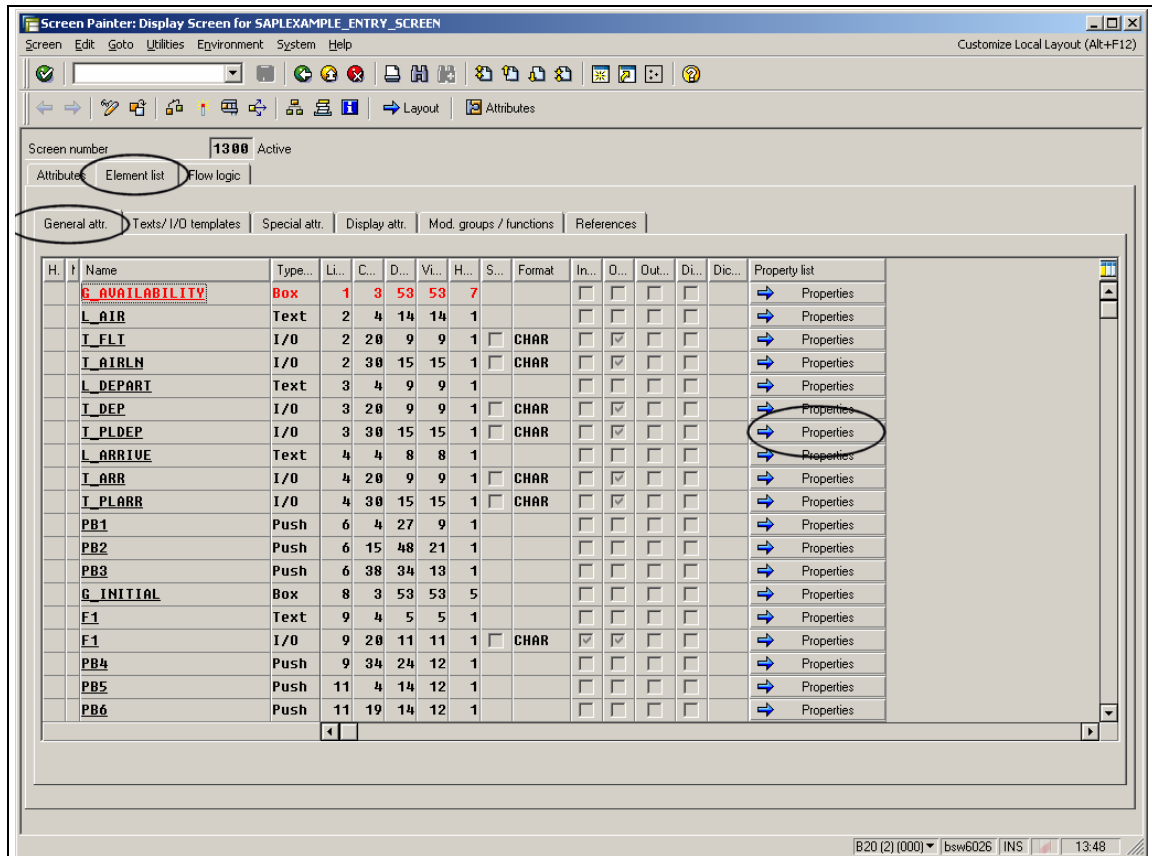 Screen Painter: Display Screen for SAPLEXAMPLE_ENTRY_SCREEN
Screen Edit Goto Utilities Environment System Help Customize Local Layout (Alt+F12)
Layout Attributes
Screen number 1300 Active
Attributes Element list Flow logic
General attr. Texts/ I/O templates Special attr. Display attr. Mod. groups / functions References
H. Name Type... Li... C... D... Vi... H... S... Format In... O... Out... Di... Dic... Property list
G_AVAILABILITY Box 1 3 53 53 7 Properties
L_AIR Text 2 4 14 14 1 Properties
T_FLT I/O 2 20 9 9 1 CHAR Properties
T_AIRLN I/O 2 30 15 15 1 CHAR Properties
L_DEPART Text 3 4 9 9 1 Properties
T_DEP I/O 3 20 9 9 1 CHAR Properties
T_PLDEP I/O 3 30 15 15 1 CHAR Properties
L_ARRIVE Text 4 4 8 8 1 Properties
T_ARR I/O 4 20 9 9 1 CHAR Properties
T_PLARR I/O 4 30 15 15 1 CHAR Properties
PB1 Push 6 4 27 9 1 Properties
PB2 Push 6 15 48 21 1 Properties
PB3 Push 6 38 34 13 1 Properties
G_INITIAL Box 8 3 53 53 5 Properties
F1 Text 9 4 5 5 1 Properties
F1 I/O 9 20 11 11 1 CHAR Properties
PB4 Push 9 34 24 12 1 Properties
PB5 Push 11 4 14 12 1 Properties
PB6 Push 11 19 14 12 1 Properties
B20 (2) (000) bsw6026 INS 13:48